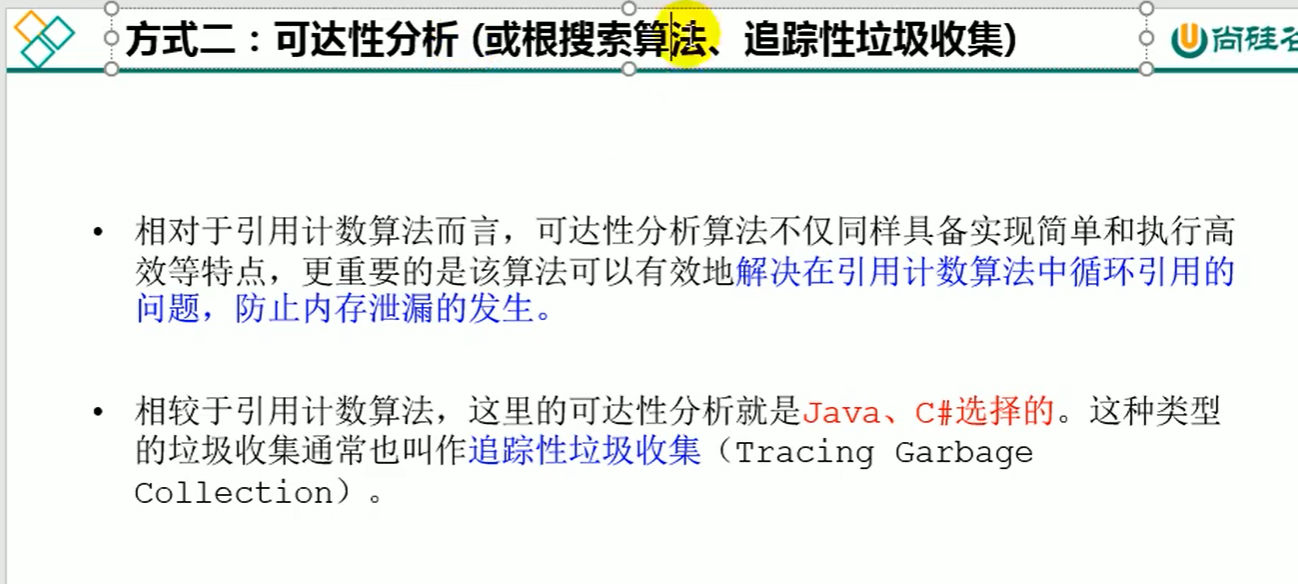 方式二：可达性分析 (或根搜索算法、追踪性垃圾收集)
尚硅谷
• 相对于引用计数算法而言，可达性分析算法不仅同样具备实现简单和执行高
效等特点，更重要的是该算法可以有效地解决在引用计数算法中循环引用的
问题，防止内存泄漏的发生。
• 相较于引用计数算法，这里的可达性分析就是Java、C#选择的。这种类型
的垃圾收集通常也叫作追踪性垃圾收集（Tracing Garbage
Collection）。